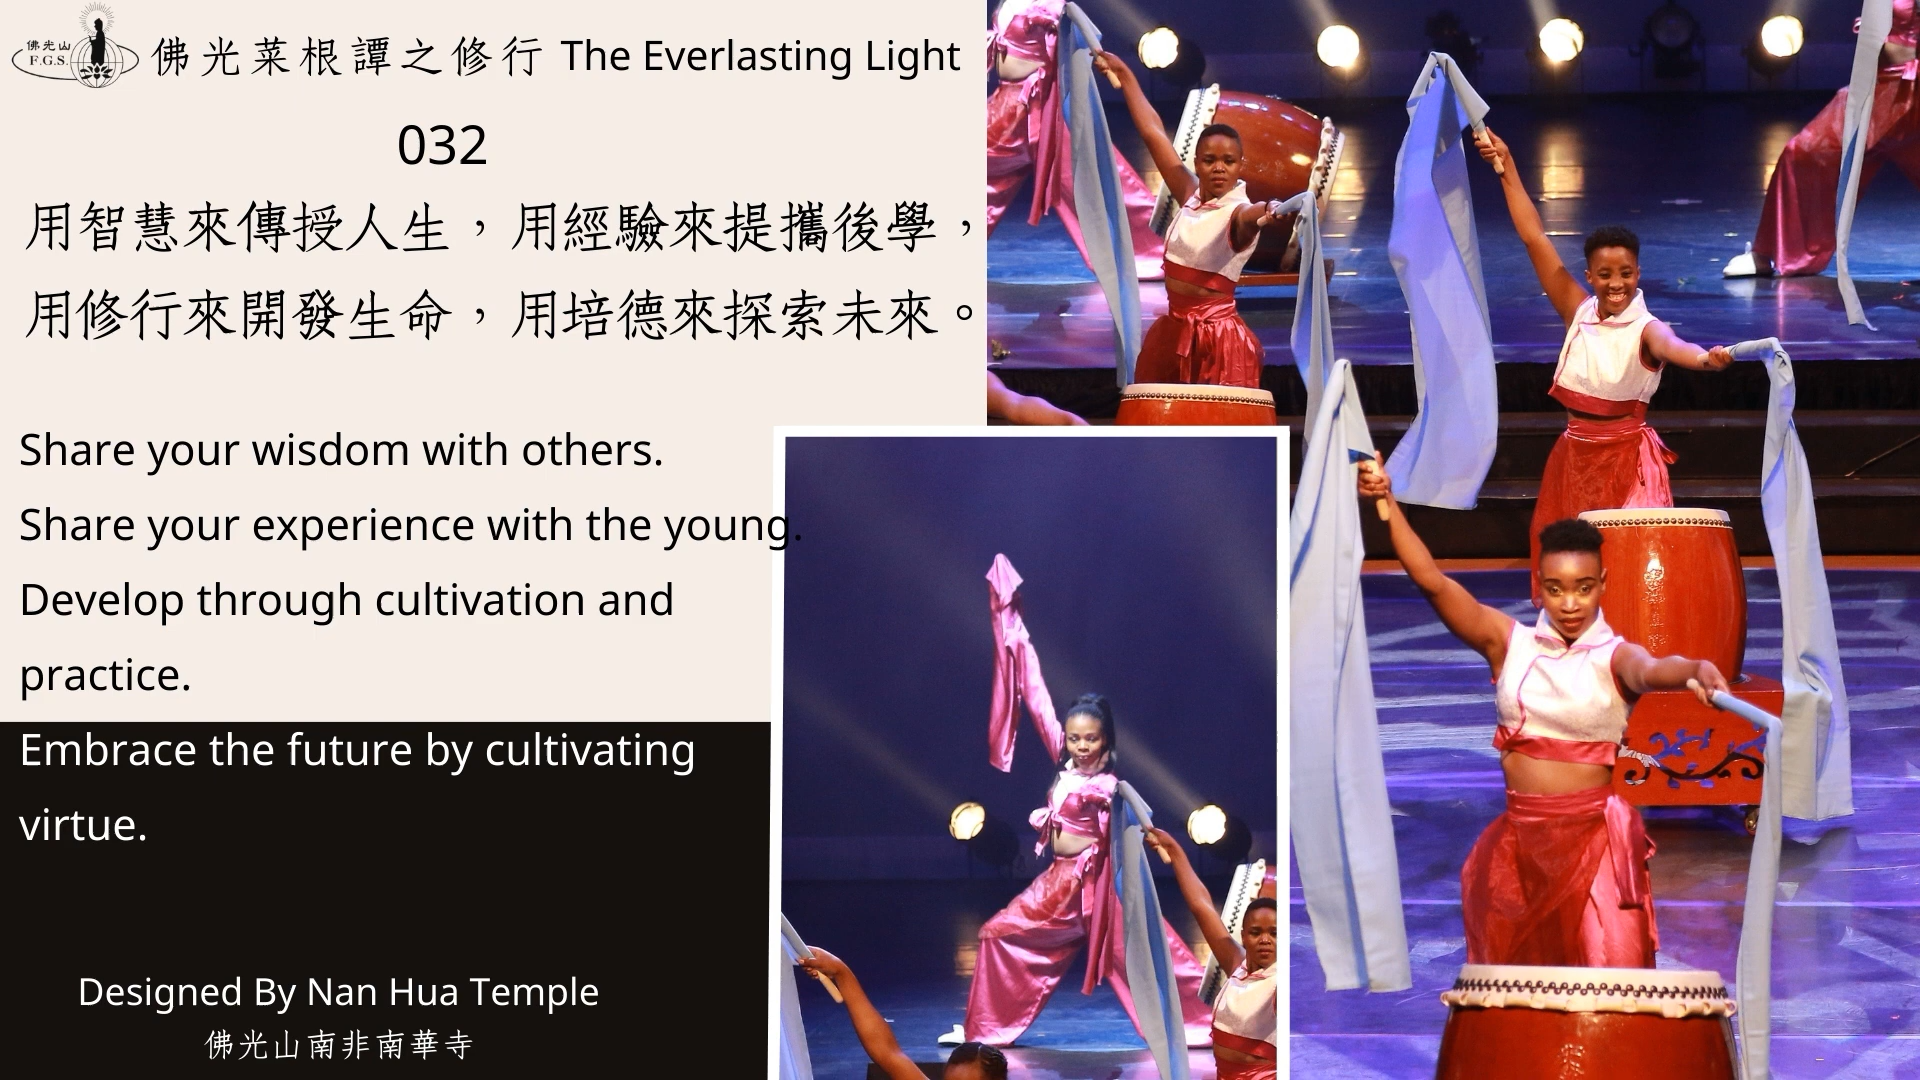 佛光山
F.G.S.
佛光菜根譚之修行 The Everlasting Light
032
用智慧來傳授人生，用經驗來提攜後學，
用修行來開發生命，用培德來探索未來。
Share your wisdom with others.
Share your experience with the young.
Develop through cultivation and
practice.
Embrace the future by cultivating
virtue.
Designed By Nan Hua Temple
佛光山南非南華寺